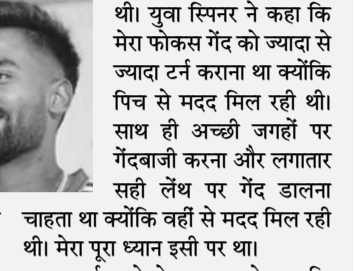 थी। युवा स्पिनर ने कहा कि
मेरा फोकस गेंद को ज्यादा से
ज्यादा टर्न कराना था क्योंकि
पिच से मदद मिल रही थी।
साथ ही अच्छी जगहों पर
गेंदबाजी करना और लगातार
सही लेंथ पर गेंद डालना
चाहता था क्योंकि वहीं से मदद मिल रही
थी। मेरा पूरा ध्यान इसी पर था।